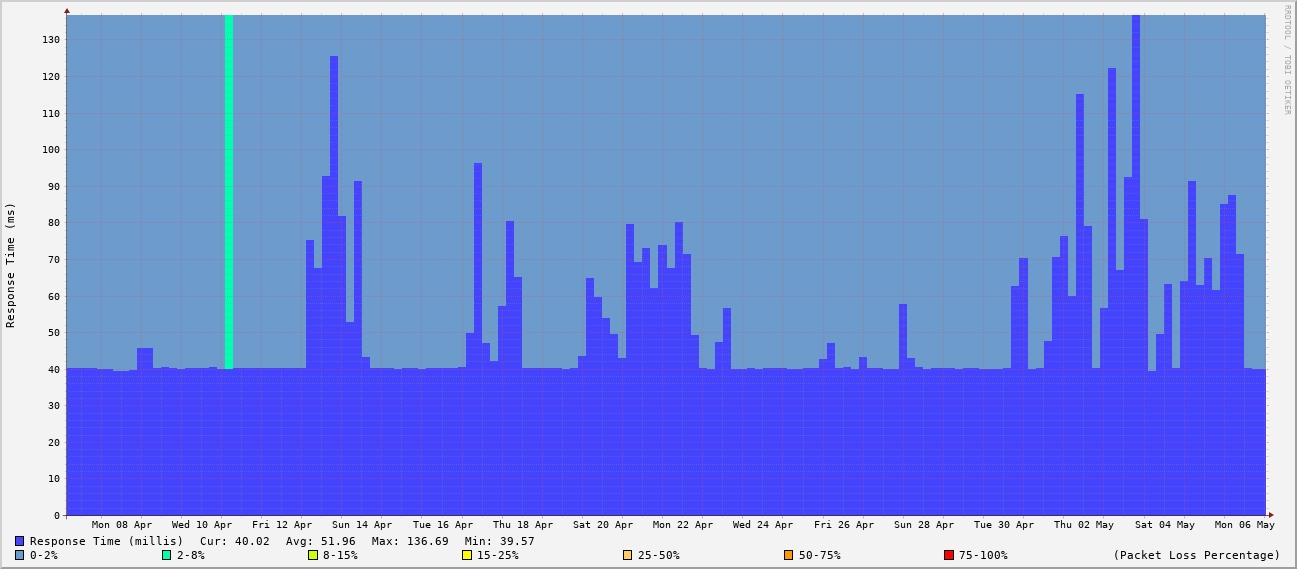 RRDTOOL / TOBI OETIKER
Response Time (ms)
130
120
110
100
90
80
70
60
50
40
30
20
10
0
Mon 08 Apr Wed 10 Apr Fri 12 Apr Sun 14 Apr Tue 16 Apr Thu 18 Apr Sat 20 Apr Mon 22 Apr Wed 24 Apr Fri 26 Apr Sun 28 Apr Tue 30 Apr Thu 02 May Sat 04 May Mon 06 May
Response Time (millis) Cur: 40.02 Avg: 51.96 Max: 136.69 Min: 39.57
0-2% 2-8% 8-15% 15-25% 25-50% 50-75% 75-100% (Packet Loss Percentage)